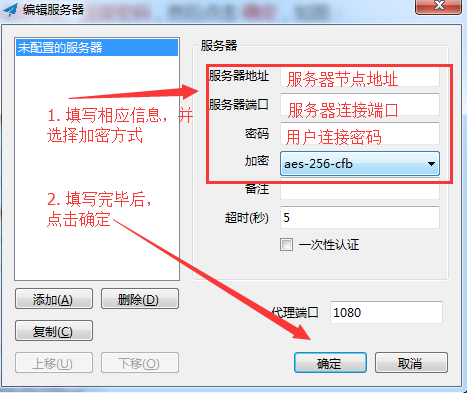 编辑服务器
未配置的服务器
服务器
服务器地址 服务器节点地址
服务器端口 服务器连接端口
密码 用户连接密码
加密 aes-256-cfb
备注
超时(秒) 5
一次性认证
1. 填写相应信息，并
选择加密方式
2. 填写完毕后，
点击确定
添加(A) 删除(D)
复制(C)
上移(U) 下移(O)
代理端口 1080
确定 取消